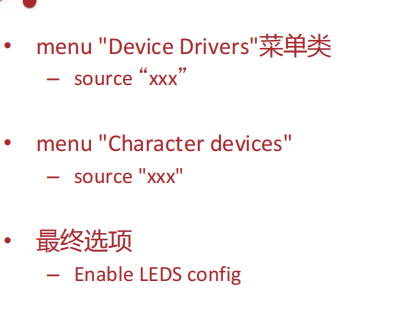 • menu "Device Drivers"菜单类
– source “xxx”
• menu "Character devices"
– source "xxx"
• 最终选项
– Enable LEDS config